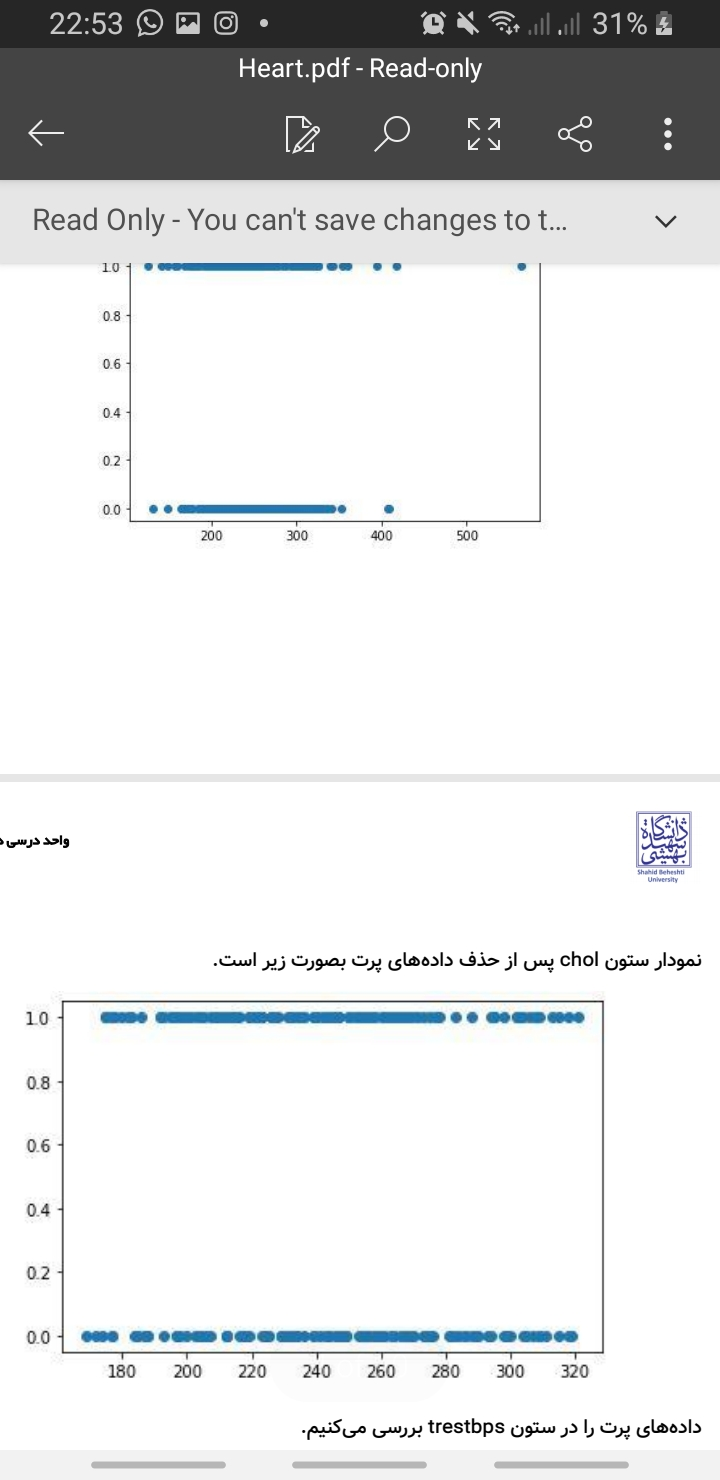 22:53 31%
Heart.pdf - Read-only
Read Only - You can't save changes to t...
1.0
0.8
0.6
0.4
0.2
0.0
200 300 400 500
واحد درسی د
دانشگاه
شهید
بهشتی
Shahid Beheshti
University
نمودار ستون chol پس از حذف داده‌های پرت بصورت زیر است.
1.0
0.8
0.6
0.4
0.2
0.0
180 200 220 240 260 280 300 320
داده‌های پرت را در ستون trestbps بررسی می‌کنیم.